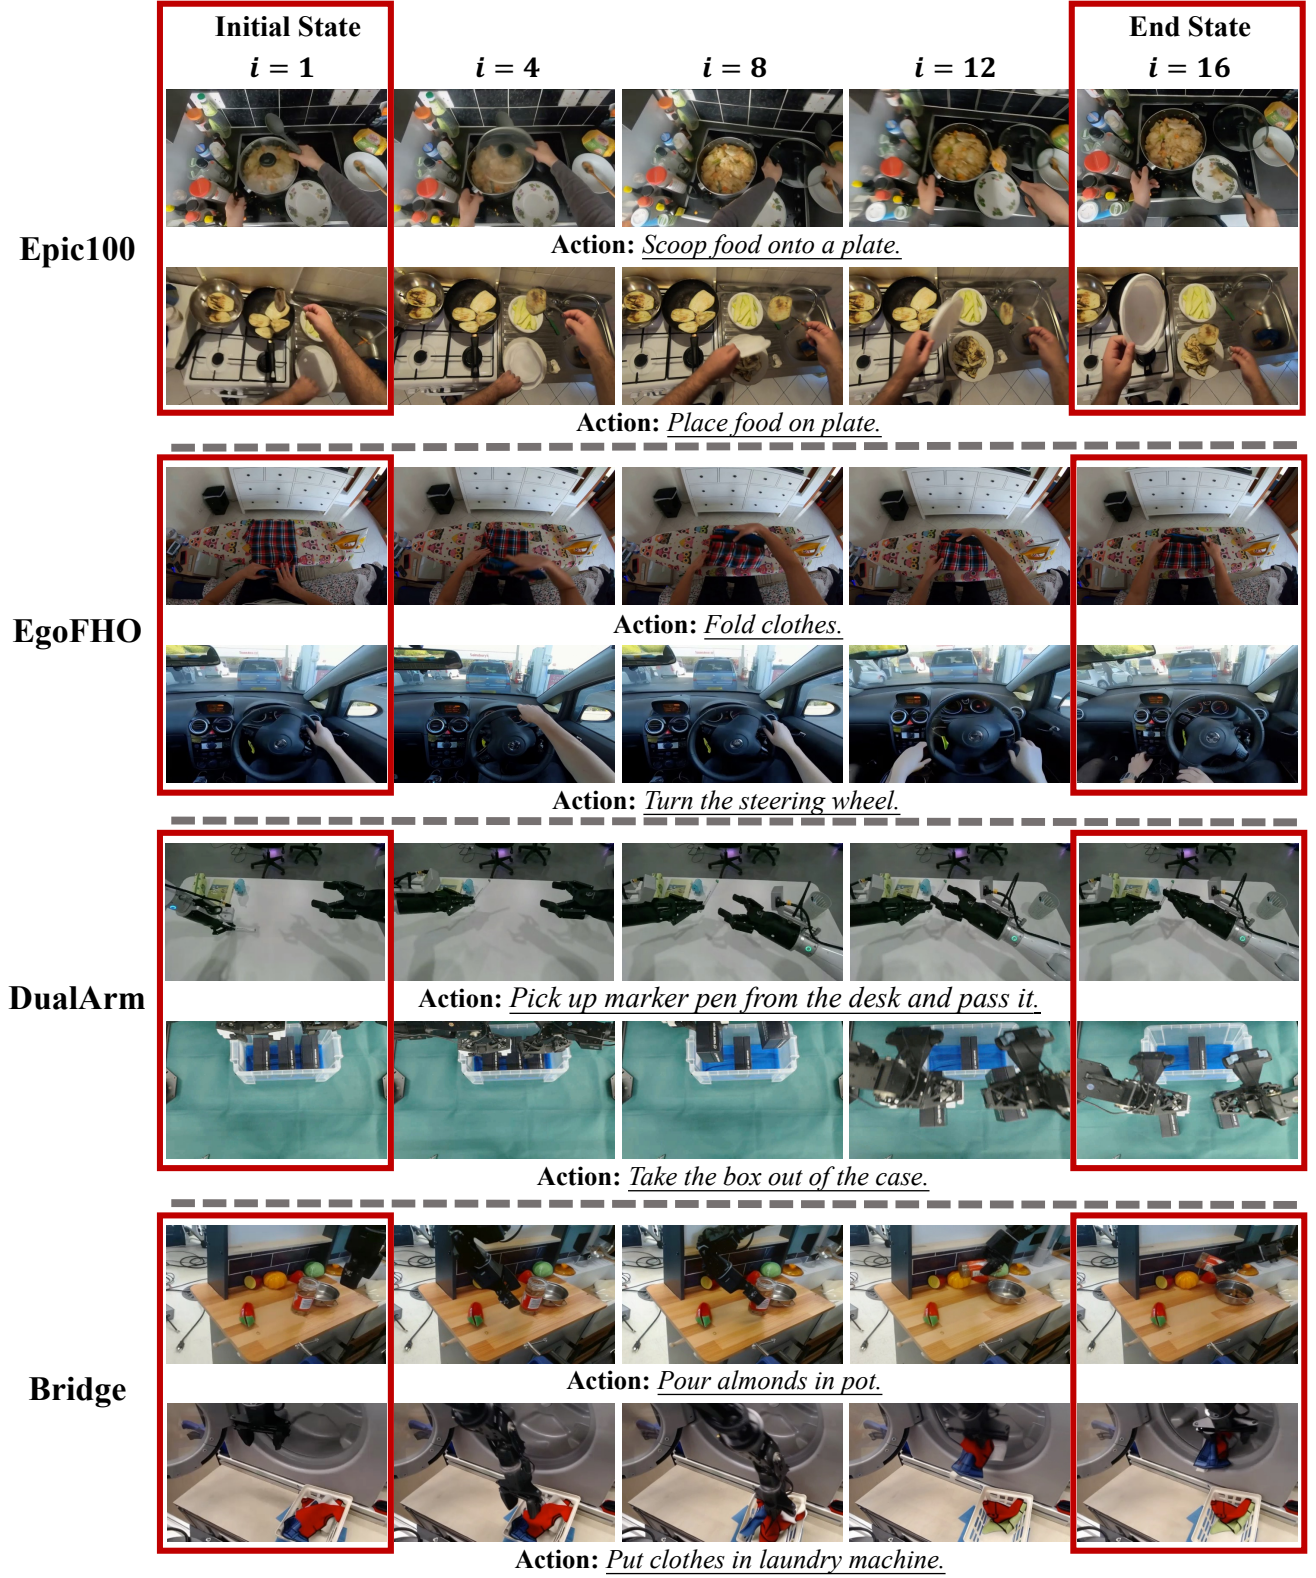 Initial State
End State
i = 1
i = 4
i = 8
i = 12
i = 16
Epic100
Action: Scoop food onto a plate.
Action: Place food on plate.
EgoFHO
Action: Fold clothes.
Action: Turn the steering wheel.
DualArm
Action: Pick up marker pen from the desk and pass it.
Action: Take the box out of the case.
Bridge
Action: Pour almonds in pot.
Action: Put clothes in laundry machine.